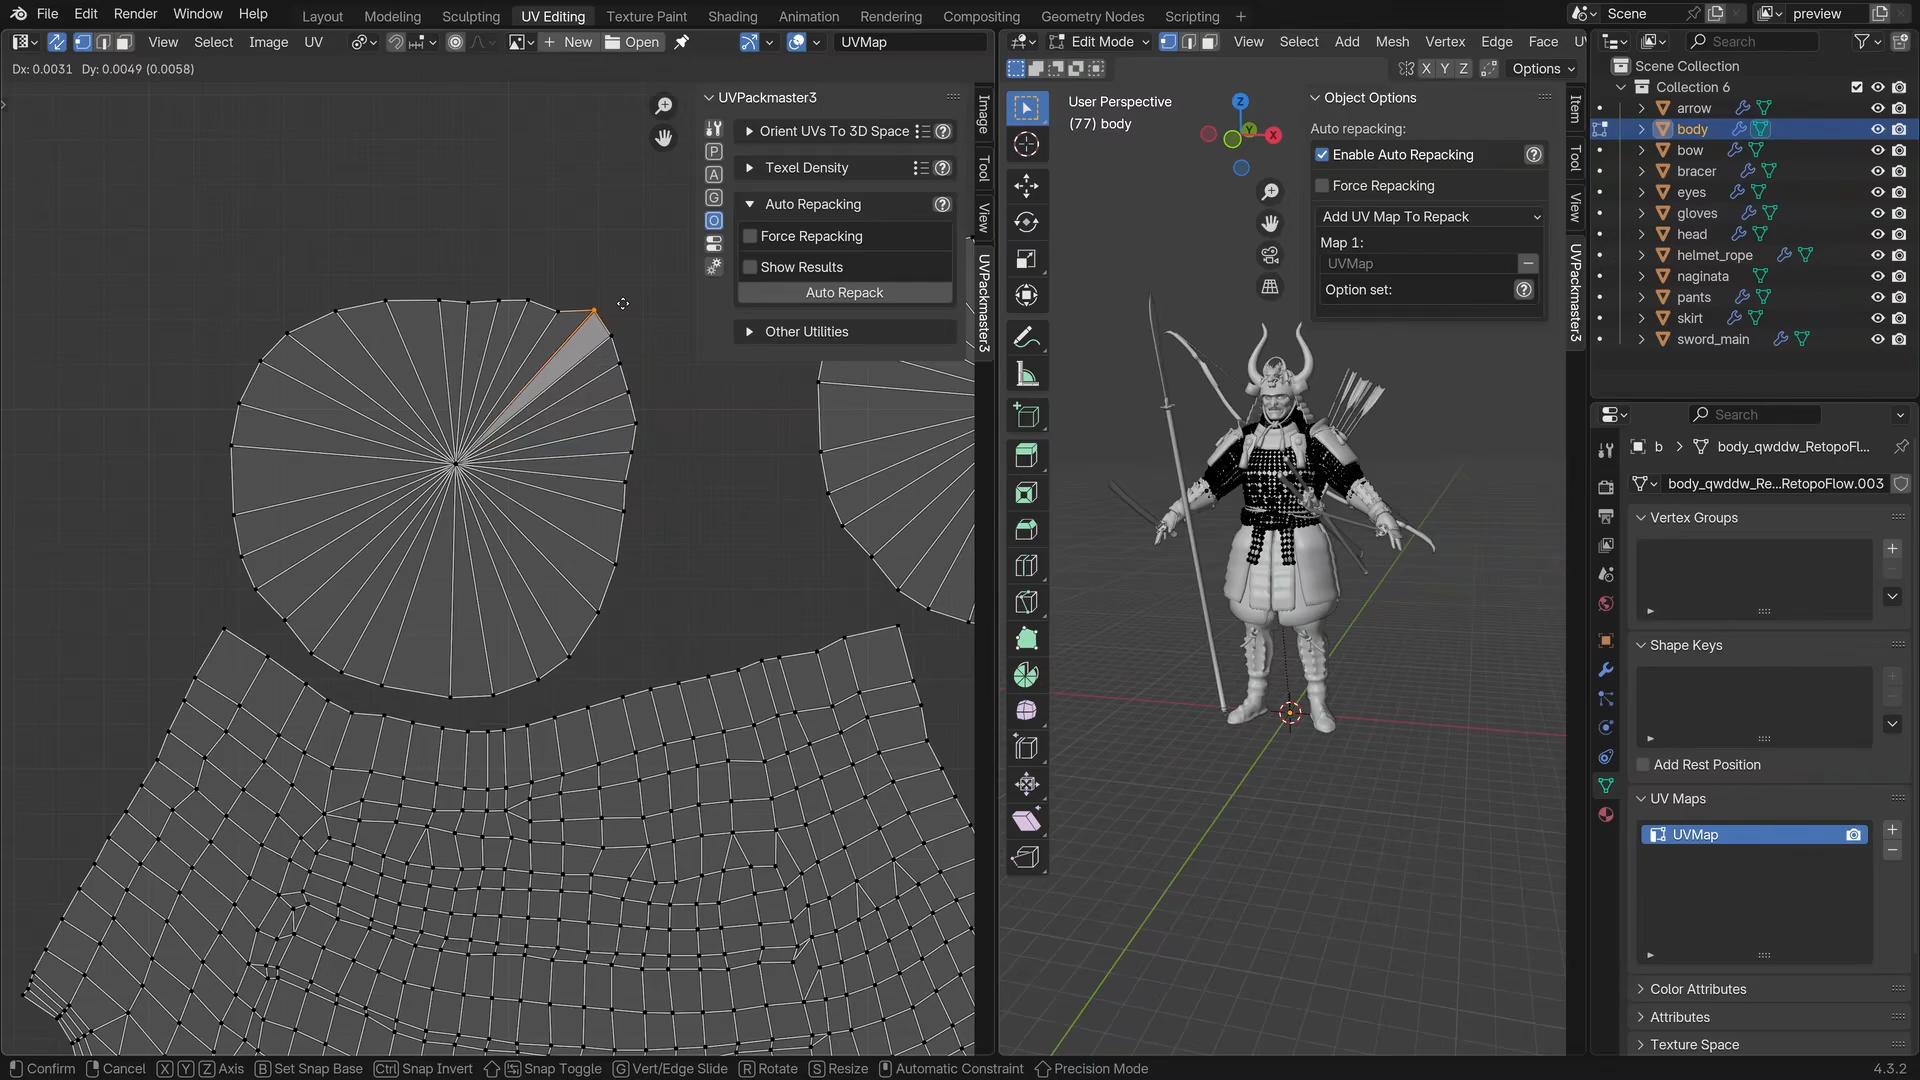 File Edit Render Window Help Layout Modeling Sculpting UV Editing Texture Paint Shading Animation Rendering Compositing Geometry Nodes Scripting + Scene preview
View Select Image UV New Open UVMap
Dx: 0.0031 Dy: 0.0049 (0.0058)
UVPackmaster3
Orient UVs To 3D Space
P
A
Texel Density
G
Auto Repacking
O
Force Repacking
Show Results
Auto Repack
Other Utilities
Image
Tool
View
UVPackmaster3
Edit Mode View Select Add Mesh Vertex Edge Face U
X Y Z Options
User Perspective
(77) body
Z
Y
X
Object Options
Auto repacking:
Enable Auto Repacking
Force Repacking
Add UV Map To Repack
Map 1:
UVMap
Option set:
Item
Tool
View
UVPackmaster3
Search
Scene Collection
Collection 6
arrow
body
bow
bracer
eyes
gloves
head
helmet_rope
naginata
pants
skirt
sword_main
Search
b > body_qwddw_RetopoFl...
body_qwddw_Re...RetopoFlow.003
Vertex Groups
Shape Keys
Add Rest Position
UV Maps
UVMap
Color Attributes
Attributes
Texture Space
Confirm Cancel X Y Z Axis B Set Snap Base Ctrl Snap Invert Snap Toggle G Vert/Edge Slide R Rotate S Resize Automatic Constraint Precision Mode 4.3.2